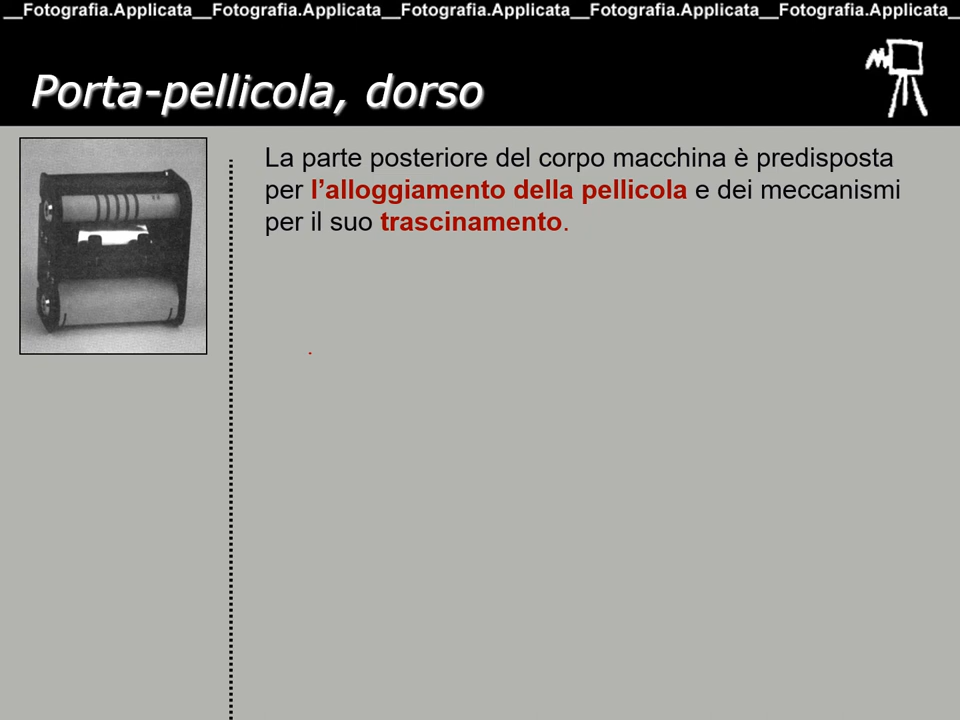 __Fotografia.Applicata__Fotografia.Applicata__Fotografia.Applicata__Fotografia.Applicata__Fotografia.Applicata_
Porta-pellicola, dorso
La parte posteriore del corpo macchina è predisposta
per l’alloggiamento della pellicola e dei meccanismi
per il suo trascinamento.
.